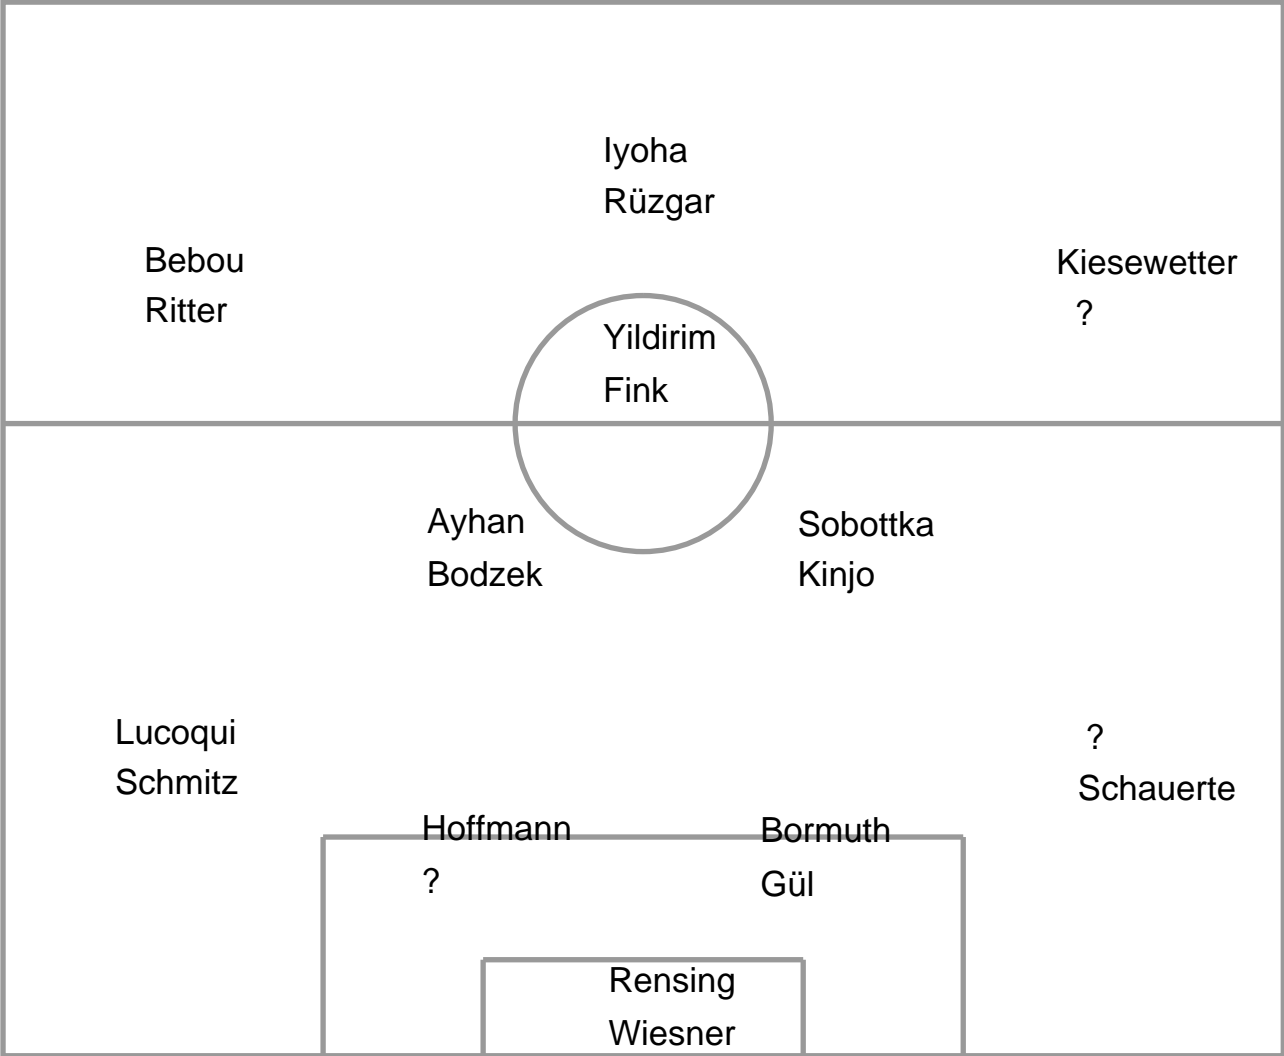 Iyoha
Rüzgar
Bebou
Ritter
Kiesewetter
?
Yildirim
Fink
Ayhan
Bodzek
Sobottka
Kinjo
Lucoqui
Schmitz
?
Schauerte
Hoffmann
?
Bormuth
Gül
Rensing
Wiesner